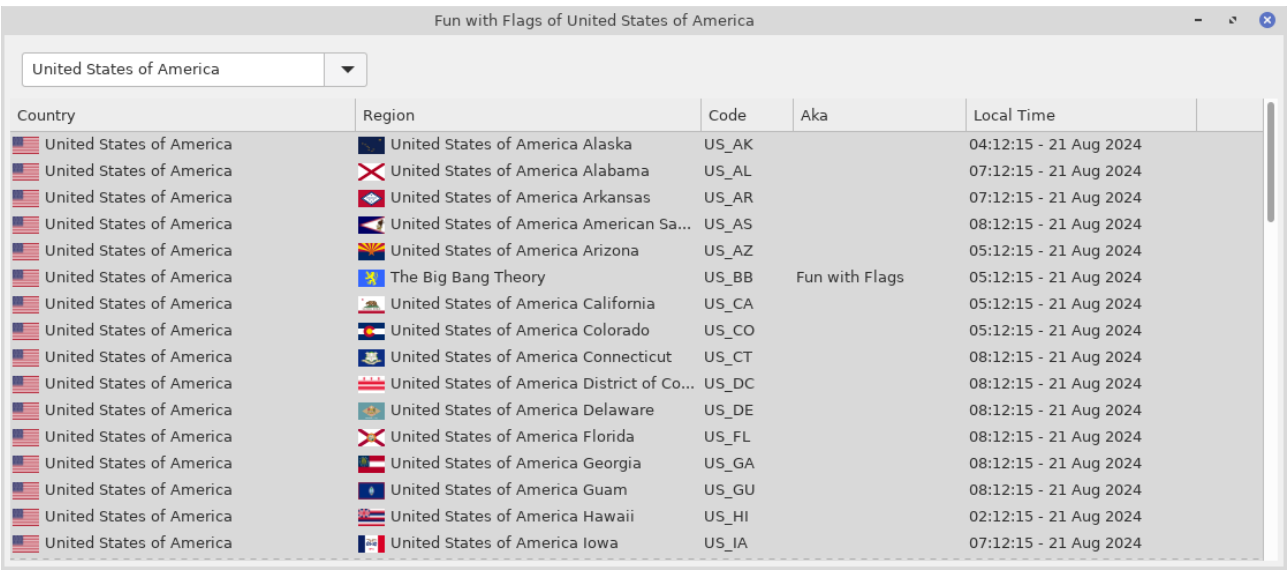 Fun with Flags of United States of America
United States of America
Country Region Code Aka Local Time
United States of America United States of America Alaska US_AK 04:12:15 - 21 Aug 2024
United States of America United States of America Alabama US_AL 07:12:15 - 21 Aug 2024
United States of America United States of America Arkansas US_AR 07:12:15 - 21 Aug 2024
United States of America United States of America American Sa... US_AS 08:12:15 - 21 Aug 2024
United States of America United States of America Arizona US_AZ 05:12:15 - 21 Aug 2024
United States of America The Big Bang Theory US_BB Fun with Flags 05:12:15 - 21 Aug 2024
United States of America United States of America California US_CA 05:12:15 - 21 Aug 2024
United States of America United States of America Colorado US_CO 05:12:15 - 21 Aug 2024
United States of America United States of America Connecticut US_CT 08:12:15 - 21 Aug 2024
United States of America United States of America District of Co... US_DC 08:12:15 - 21 Aug 2024
United States of America United States of America Delaware US_DE 08:12:15 - 21 Aug 2024
United States of America United States of America Florida US_FL 08:12:15 - 21 Aug 2024
United States of America United States of America Georgia US_GA 08:12:15 - 21 Aug 2024
United States of America United States of America Guam US_GU 08:12:15 - 21 Aug 2024
United States of America United States of America Hawaii US_HI 02:12:15 - 21 Aug 2024
United States of America United States of America Iowa US_IA 07:12:15 - 21 Aug 2024